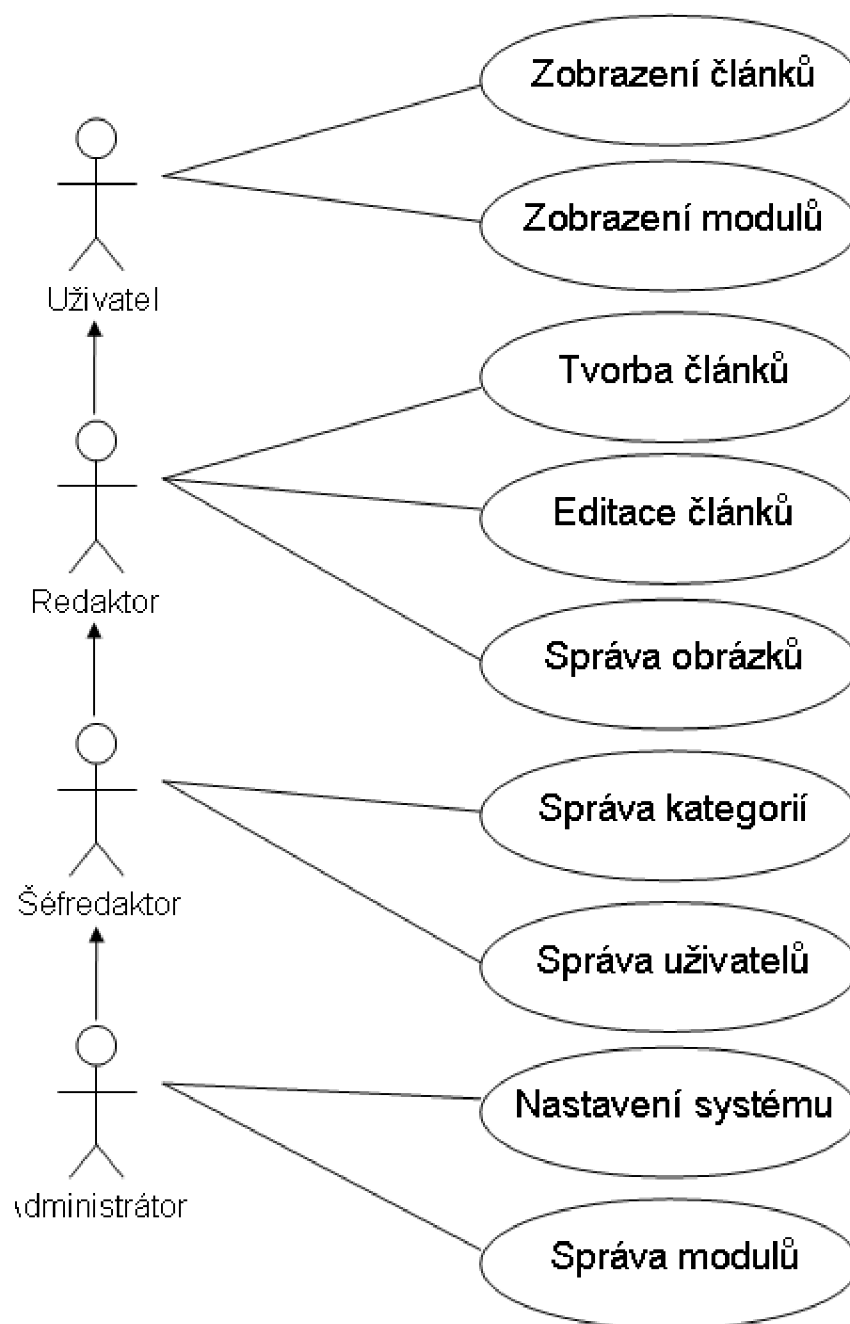 Zobrazení článků
Zobrazení modulů
Uživatel
Tvorba článků
Editace článků
Redaktor
Správa obrázků
Správa kategorií
Šéfredaktor
Správa uživatelů
Nastavení systému
Administrátor
Správa modulů